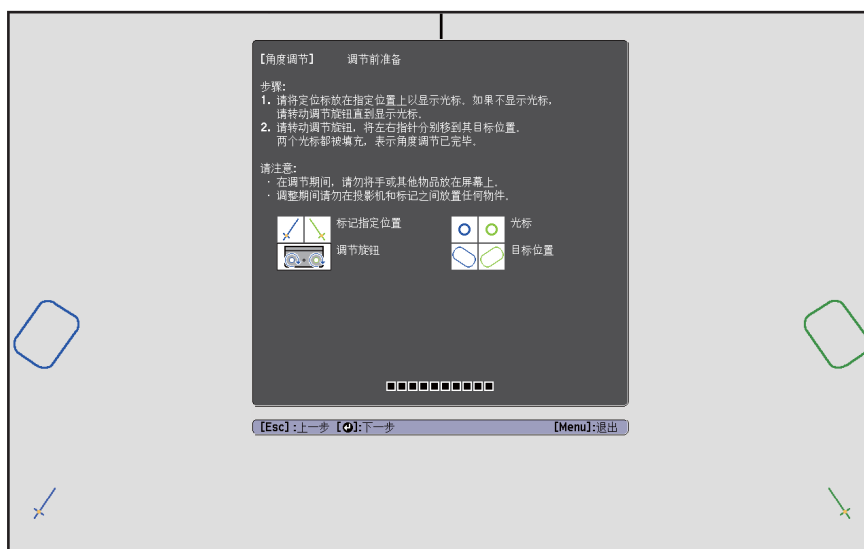 【角度调节】 调节前准备
步骤:
1. 请将定位标放在指定位置上以显示光标. 如果不显示光标,
请转动调节旋钮直到显示光标.
2. 请转动调节旋钮, 将左右指针分别移到其目标位置.
两个光标都被填充, 表示角度调节已完毕.
请注意:
· 在调节期间, 请勿将手或其他物品放在屏幕上.
· 调整期间请勿在投影机和标记之间放置任何物件.
标记指定位置 光标
调节旋钮 目标位置
[Esc] :上一步 [⏎]:下一步 [Menu]:退出